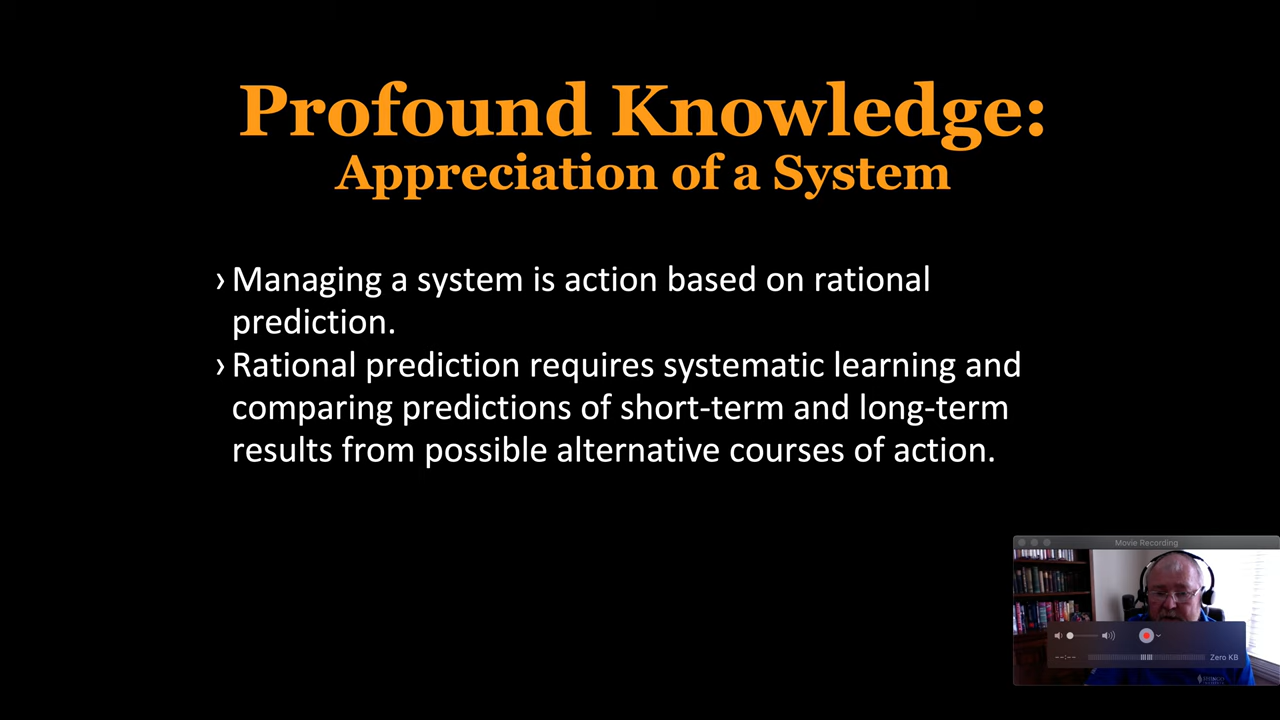 Profound Knowledge:
Appreciation of a System
› Managing a system is action based on rational
prediction.
› Rational prediction requires systematic learning and
comparing predictions of short-term and long-term
results from possible alternative courses of action.
Movie Recording
--:--
Zero KB